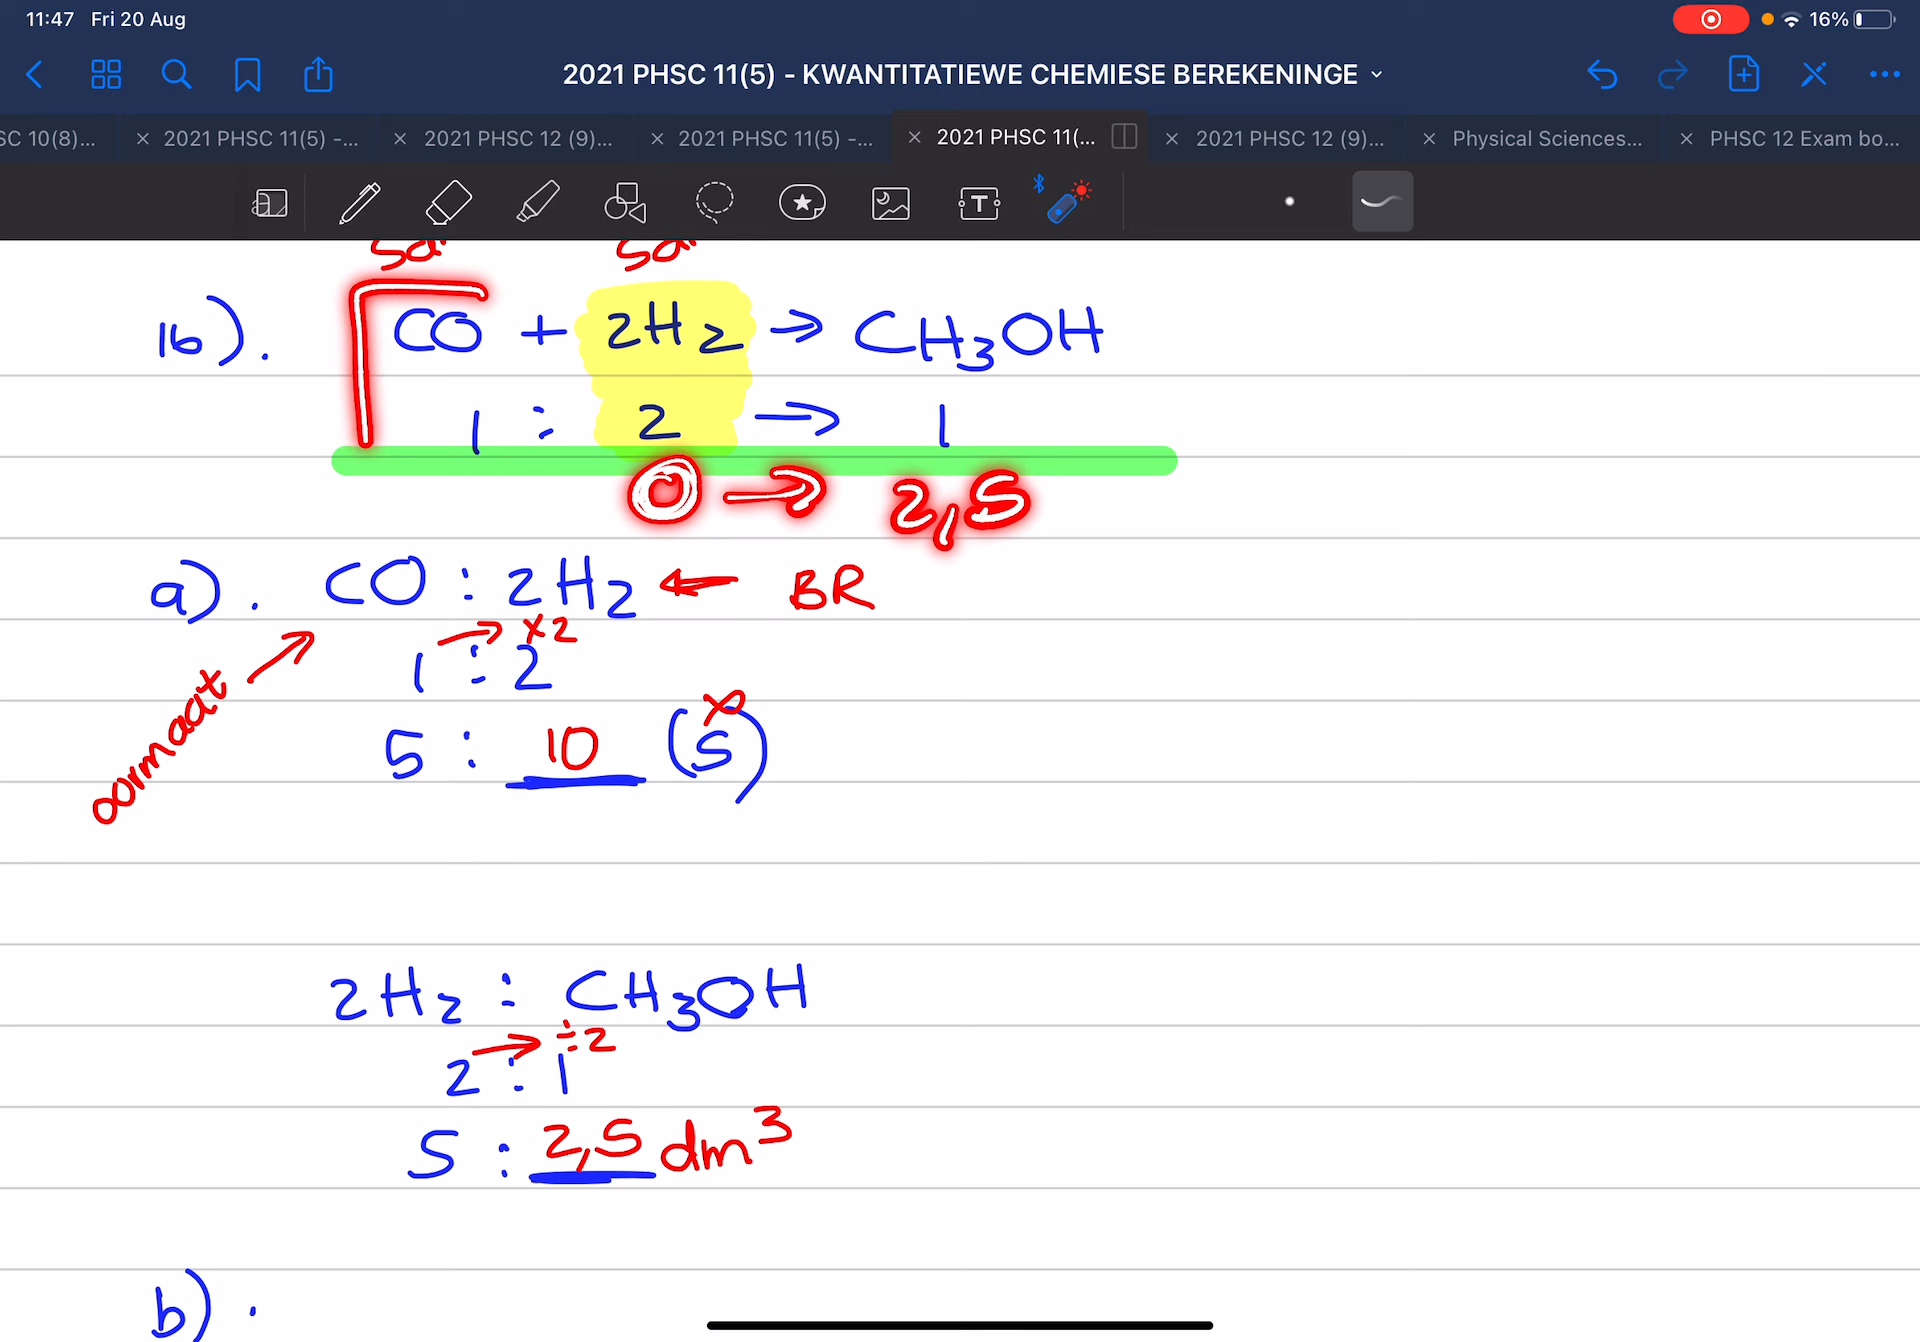 11:47 Fri 20 Aug 16%
2021 PHSC 11(5) - KWANTITATIEWE CHEMIESE BEREKENINGE
SC 10(8)... × 2021 PHSC 11(5) -... × 2021 PHSC 12 (9)... × 2021 PHSC 11(5) -... × 2021 PHSC 11(... × 2021 PHSC 12 (9)... × Physical Sciences... × PHSC 12 Exam bo...
16). CO + 2H₂ → CH₃OH
1 : 2 → 1
0 → 2,5
a). CO : 2H₂ ← BR
×2
1 : 2
oormaat →
5 : 10 (5)
2H₂ : CH₃OH
÷2
2 : 1
5 : 2,5 dm³
b).